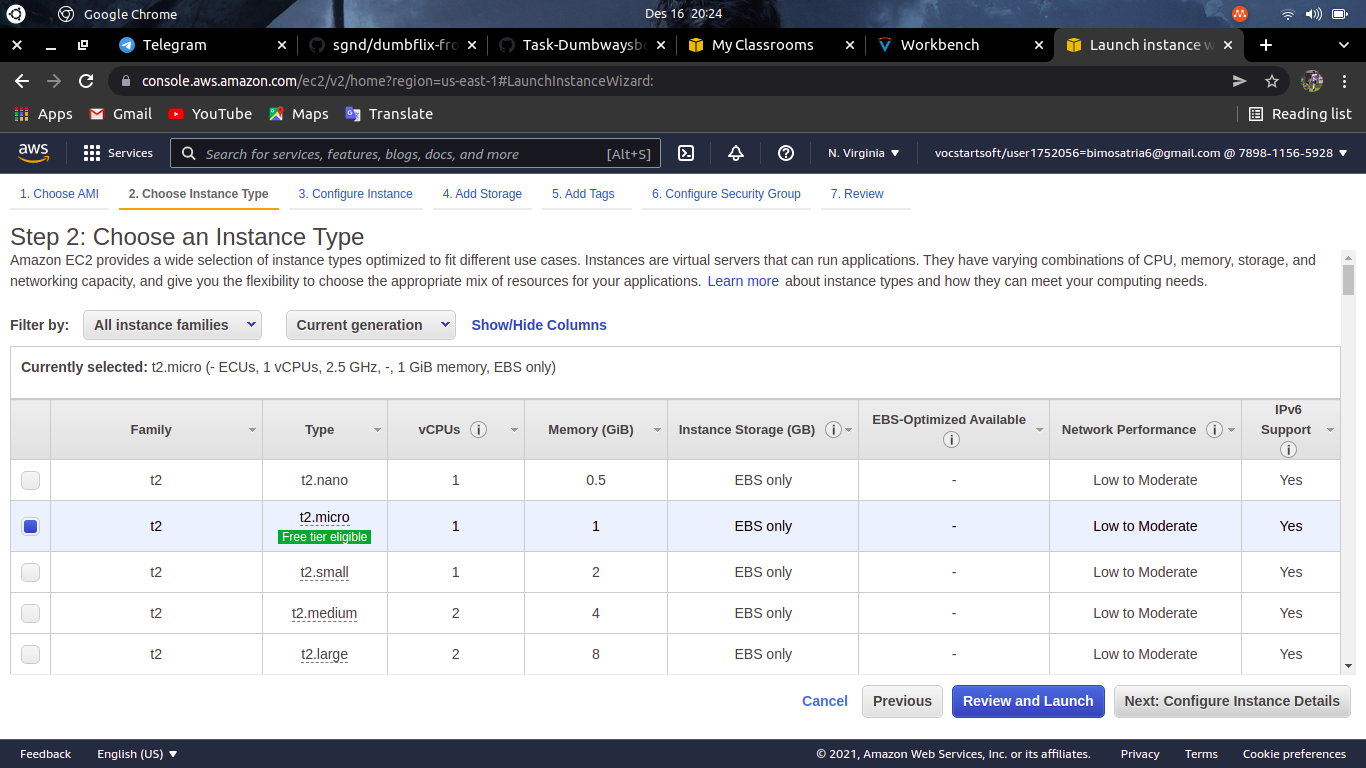 Google Chrome
Des 16 20:24
Telegram
sgnd/dumbflix-fro
Task-Dumbwaysbo
My Classrooms
Workbench
Launch instance w
console.aws.amazon.com/ec2/v2/home?region=us-east-1#LaunchInstanceWizard:
Apps
Gmail
YouTube
Maps
Translate
Reading list
aws
Services
Search for services, features, blogs, docs, and more [Alt+S]
N. Virginia
vocstartsoft/user1752056=bimosatria6@gmail.com @ 7898-1156-5928
1. Choose AMI
2. Choose Instance Type
3. Configure Instance
4. Add Storage
5. Add Tags
6. Configure Security Group
7. Review
Step 2: Choose an Instance Type
Amazon EC2 provides a wide selection of instance types optimized to fit different use cases. Instances are virtual servers that can run applications. They have varying combinations of CPU, memory, storage, and
networking capacity, and give you the flexibility to choose the appropriate mix of resources for your applications. Learn more about instance types and how they can meet your computing needs.
Filter by: All instance families Current generation Show/Hide Columns
Currently selected: t2.micro (- ECUs, 1 vCPUs, 2.5 GHz, -, 1 GiB memory, EBS only)
Family Type vCPUs Memory (GiB) Instance Storage (GB) EBS-Optimized Available Network Performance IPv6 Support
t2 t2.nano 1 0.5 EBS only - Low to Moderate Yes
t2 t2.micro Free tier eligible 1 1 EBS only - Low to Moderate Yes
t2 t2.small 1 2 EBS only - Low to Moderate Yes
t2 t2.medium 2 4 EBS only - Low to Moderate Yes
t2 t2.large 2 8 EBS only - Low to Moderate Yes
Cancel Previous Review and Launch Next: Configure Instance Details
Feedback English (US) © 2021, Amazon Web Services, Inc. or its affiliates. Privacy Terms Cookie preferences